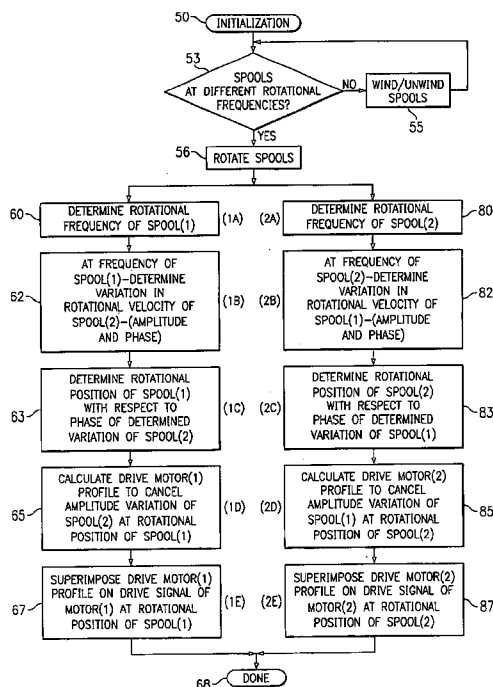 50
INITIALIZATION
53
SPOOLS
AT DIFFERENT ROTATIONAL
FREQUENCIES?
NO
WIND/UNWIND
SPOOLS
55
YES
56
ROTATE SPOOLS
60
DETERMINE ROTATIONAL
FREQUENCY OF SPOOL(1)
(1A)
(2A)
DETERMINE ROTATIONAL
FREQUENCY OF SPOOL(2)
80
62
AT FREQUENCY OF
SPOOL(1)-DETERMINE
VARIATION IN
ROTATIONAL VELOCITY OF
SPOOL(2)-(AMPLITUDE
AND PHASE)
(1B)
(2B)
AT FREQUENCY OF
SPOOL(2)-DETERMINE
VARIATION IN
ROTATIONAL VELOCITY OF
SPOOL(1)-(AMPLITUDE
AND PHASE)
82
63
DETERMINE ROTATIONAL
POSITION OF SPOOL(1)
WITH RESPECT TO
PHASE OF DETERMINED
VARIATION OF SPOOL(2)
(1C)
(2C)
DETERMINE ROTATIONAL
POSITION OF SPOOL(2)
WITH RESPECT TO
PHASE OF DETERMINED
VARIATION OF SPOOL(1)
83
65
CALCULATE DRIVE MOTOR(1)
PROFILE TO CANCEL
AMPLITUDE VARIATION OF
SPOOL(2) AT ROTATIONAL
POSITION OF SPOOL(1)
(1D)
(2D)
CALCULATE DRIVE MOTOR(2)
PROFILE TO CANCEL
AMPLITUDE VARIATION OF
SPOOL(1) AT ROTATIONAL
POSITION OF SPOOL(2)
85
67
SUPERIMPOSE DRIVE MOTOR(1)
PROFILE ON DRIVE SIGNAL OF
MOTOR(1) AT ROTATIONAL
POSITION OF SPOOL(1)
(1E)
(2E)
SUPERIMPOSE DRIVE MOTOR(2)
PROFILE ON DRIVE SIGNAL OF
MOTOR(2) AT ROTATIONAL
POSITION OF SPOOL(2)
87
68
DONE